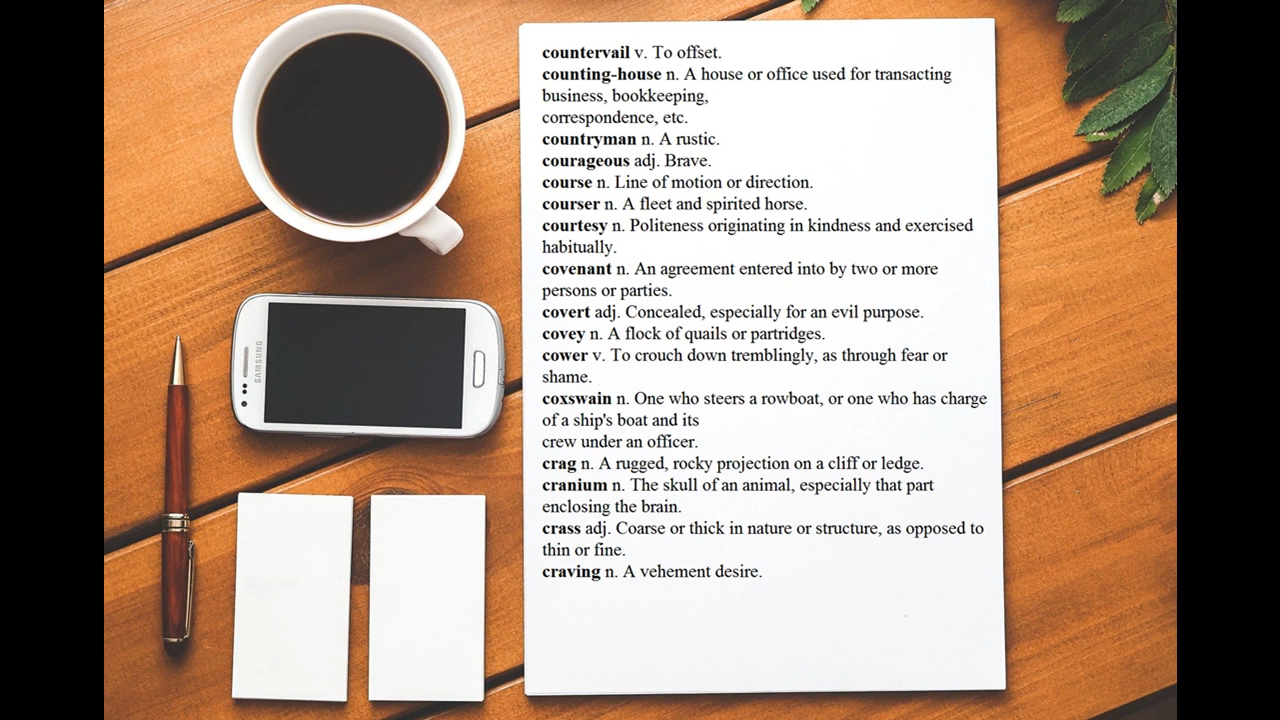 countervail v. To offset.
counting-house n. A house or office used for transacting
business, bookkeeping,
correspondence, etc.
countryman n. A rustic.
courageous adj. Brave.
course n. Line of motion or direction.
courser n. A fleet and spirited horse.
courtesy n. Politeness originating in kindness and exercised
habitually.
covenant n. An agreement entered into by two or more
persons or parties.
covert adj. Concealed, especially for an evil purpose.
covey n. A flock of quails or partridges.
cower v. To crouch down tremblingly, as through fear or
shame.
coxswain n. One who steers a rowboat, or one who has charge
of a ship's boat and its
crew under an officer.
crag n. A rugged, rocky projection on a cliff or ledge.
cranium n. The skull of an animal, especially that part
enclosing the brain.
crass adj. Coarse or thick in nature or structure, as opposed to
thin or fine.
craving n. A vehement desire.
SAMSUNG